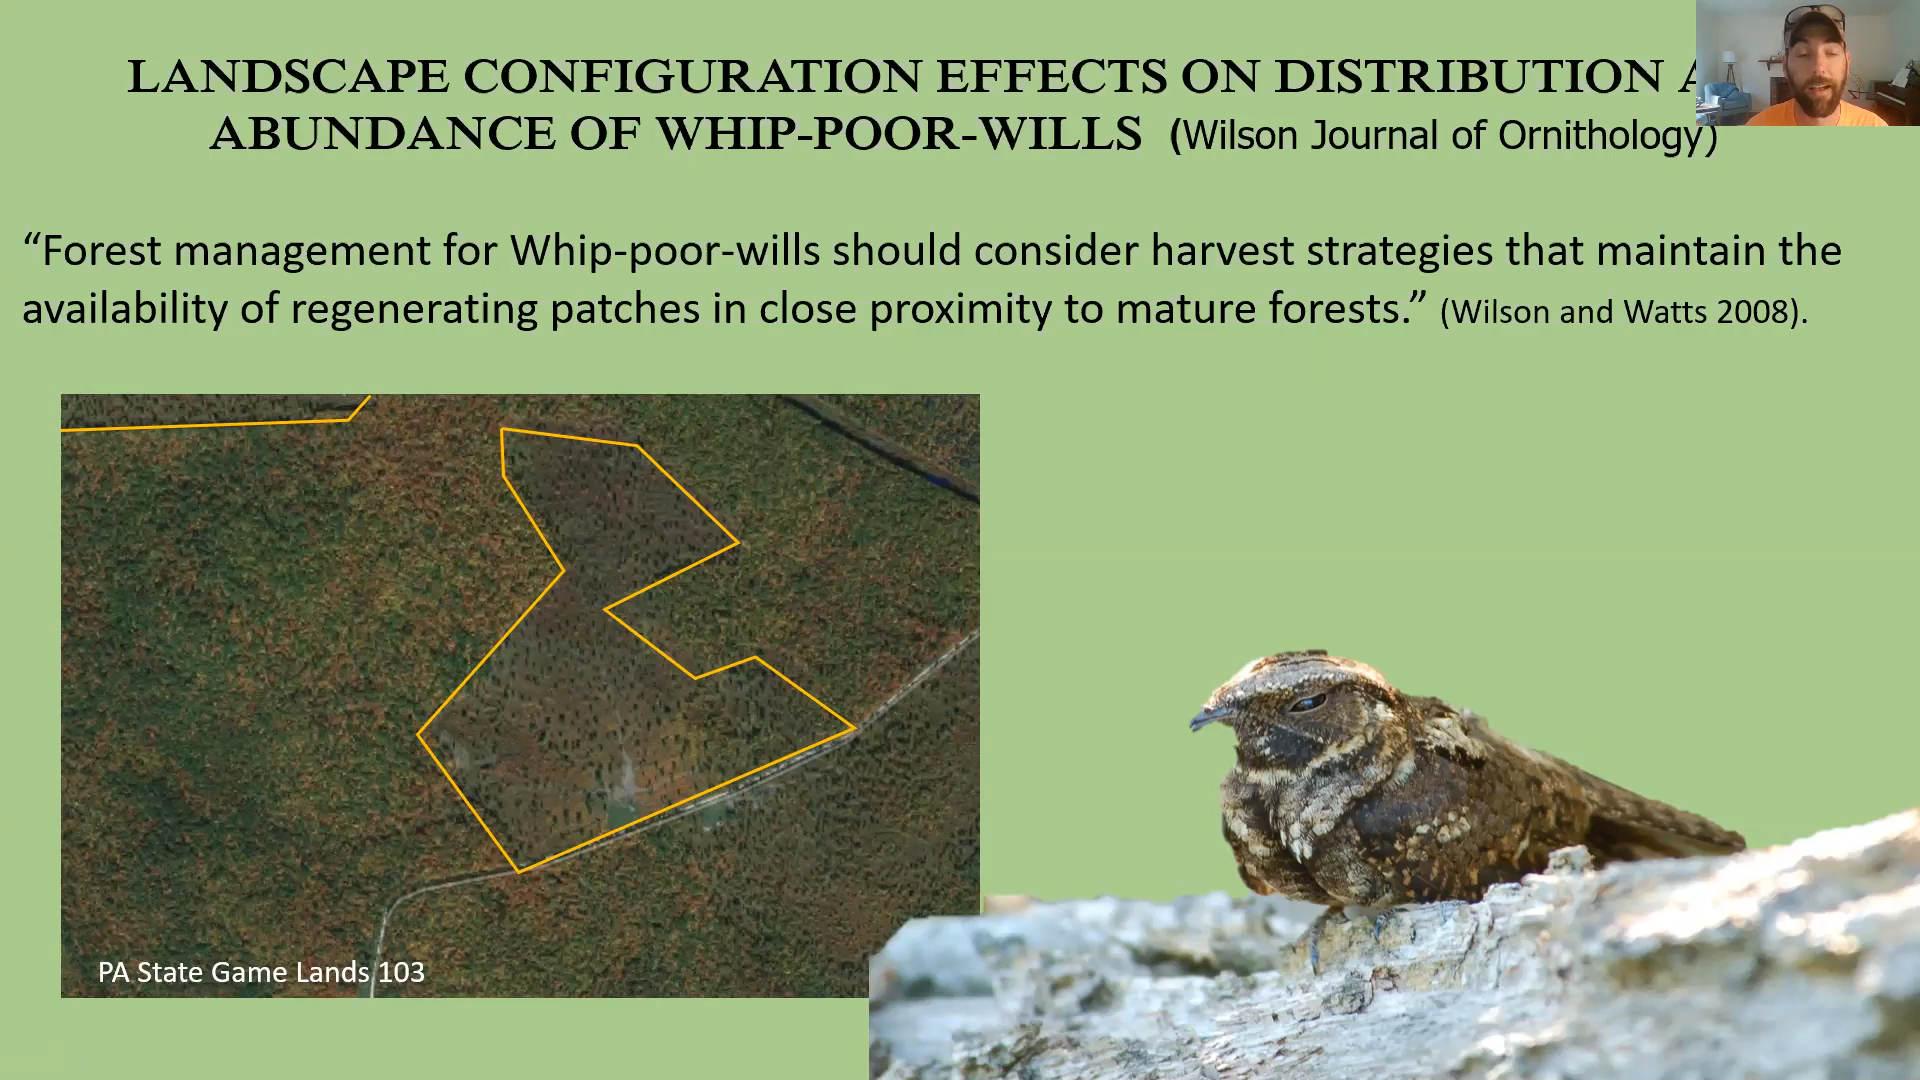 LANDSCAPE CONFIGURATION EFFECTS ON DISTRIBUTION
ABUNDANCE OF WHIP-POOR-WILLS (Wilson Journal of Ornithology)
“Forest management for Whip-poor-wills should consider harvest strategies that maintain the
availability of regenerating patches in close proximity to mature forests.” (Wilson and Watts 2008).
PA State Game Lands 103